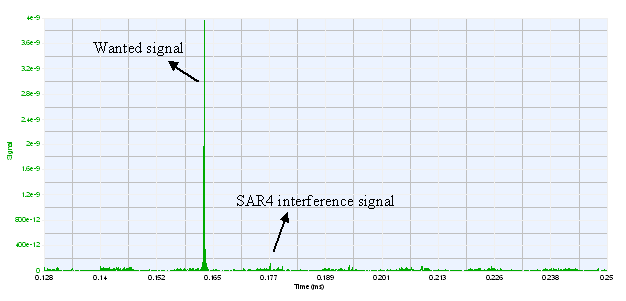 4e-9
3.6e-9
Wanted signal
3.2e-9
2.8e-9
2.4e-9
Signal
2e-9
1.6e-9
1.2e-9
SAR4 interference signal
800e-12
400e-12
0
0.128 0.14 0.152 0.165 0.177 0.189 0.201 0.213 0.226 0.238 0.25
Time (ms)